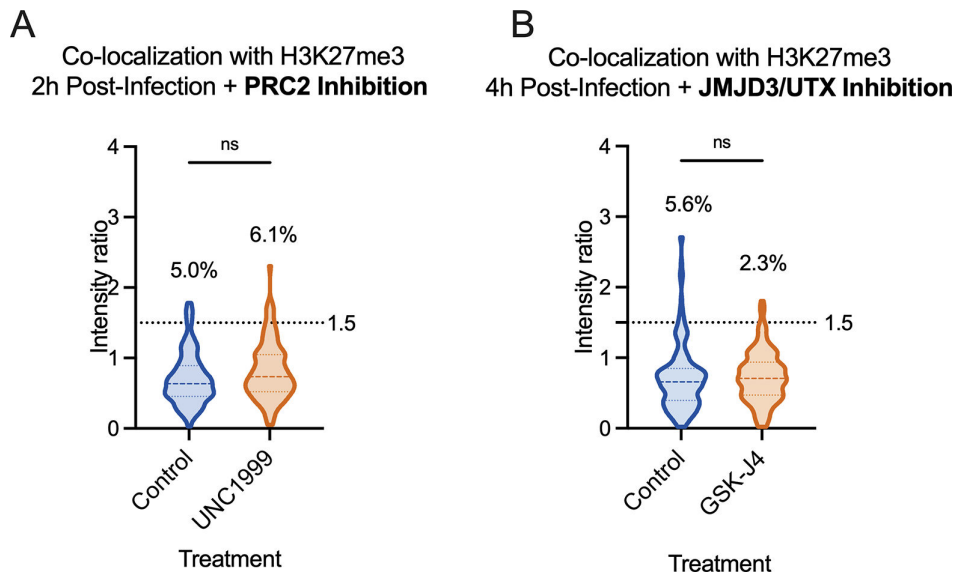 A
Co-localization with H3K27me3
2h Post-Infection + PRC2 Inhibition
4
3
2
1
0
Intensity ratio
ns
5.0%
6.1%
1.5
Control
UNC1999
Treatment
B
Co-localization with H3K27me3
4h Post-Infection + JMJD3/UTX Inhibition
4
3
2
1
0
Intensity ratio
ns
5.6%
2.3%
1.5
Control
GSK-J4
Treatment